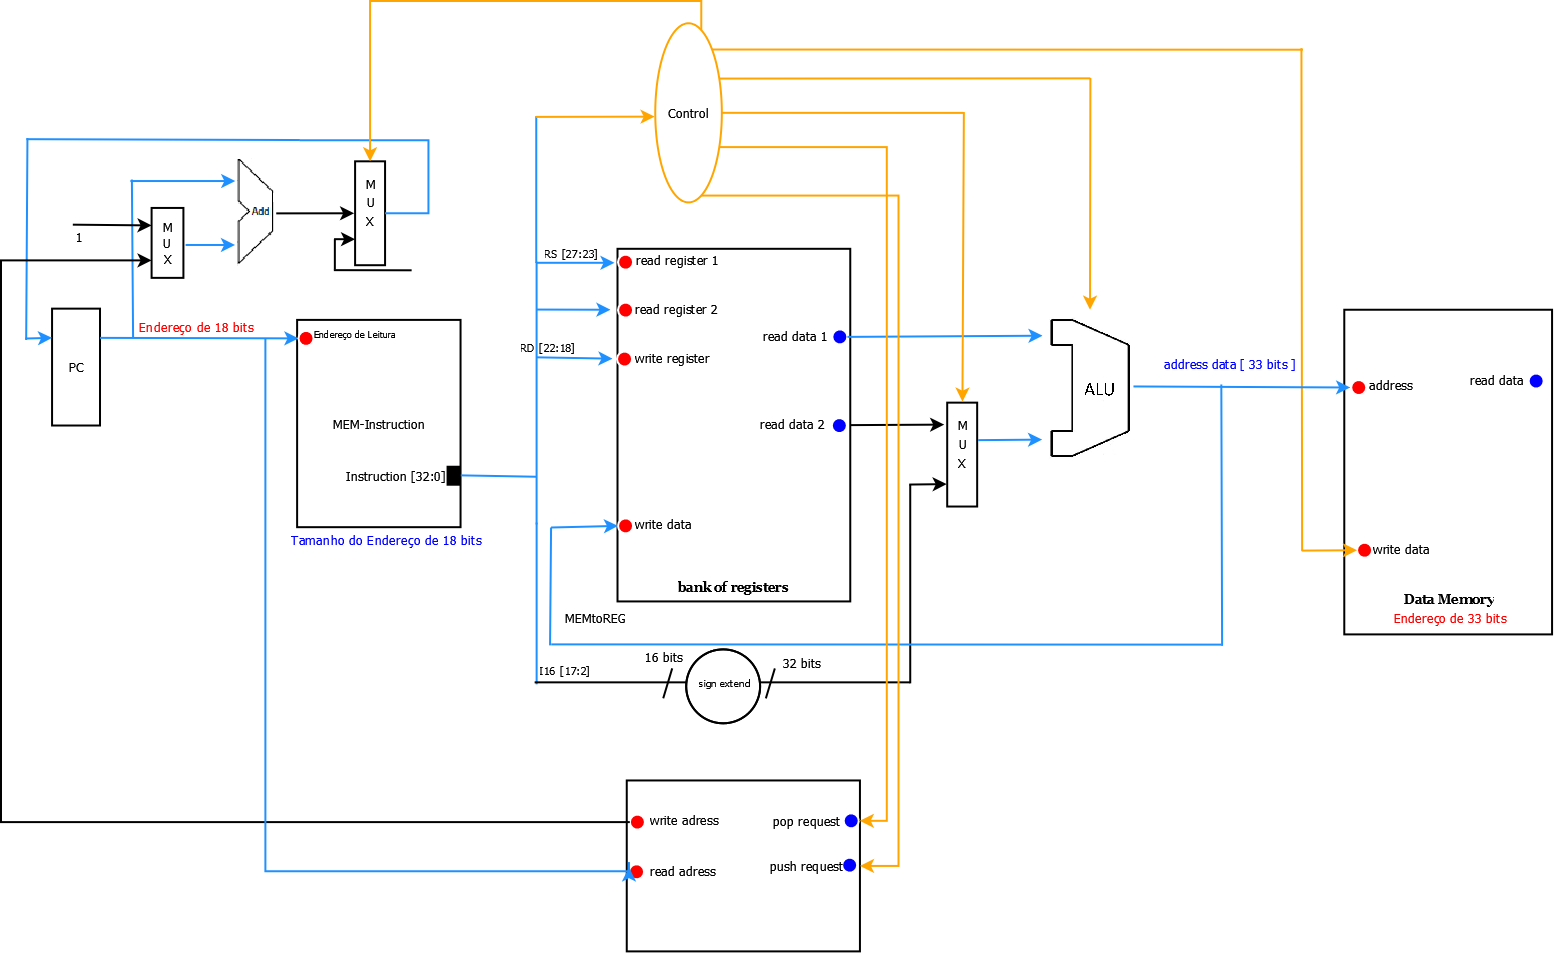 Control
M
U
X
Add
1
M
U
X
RS [27:23]
read register 1
read register 2
Endereço de 18 bits
Endereço de Leitura
RD [22:18]
write register
read data 1
PC
address data [ 33 bits ]
ALU
address
read data
MEM-Instruction
read data 2
M
U
X
Instruction [32:0]
write data
Tamanho do Endereço de 18 bits
write data
bank of registers
Data Memory
Endereço de 33 bits
MEMtoREG
16 bits
32 bits
I16 [17:2]
sign extend
write adress
pop request
read adress
push request